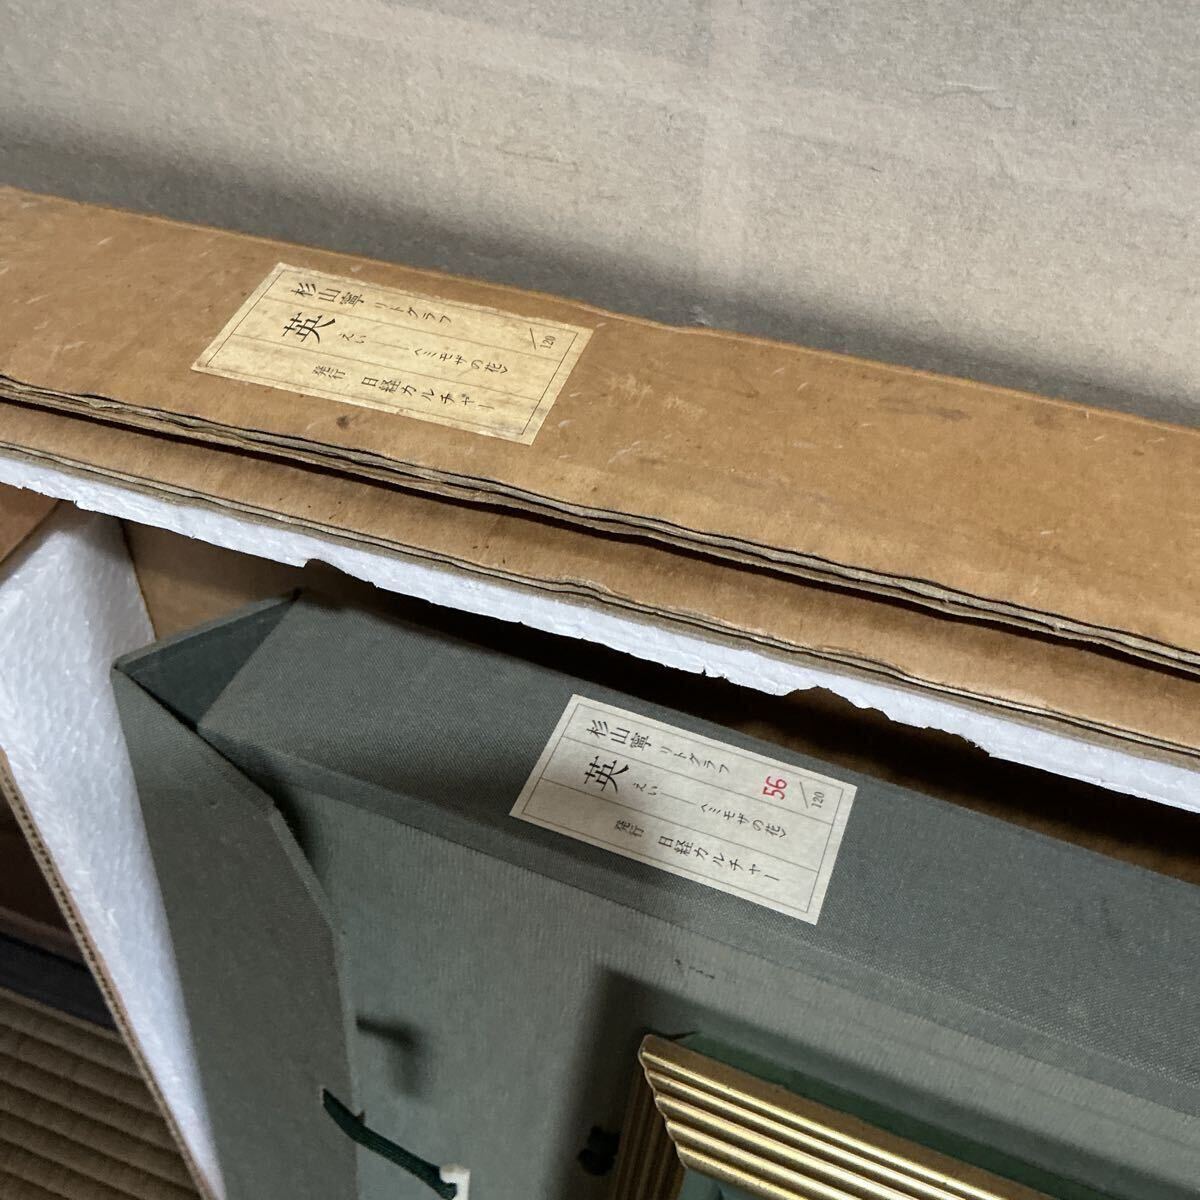 杉山寧 リトグラフ /120
英 えい——〈ミモザの花〉
発行 日経カルチャー
杉山寧 リトグラフ 56/120
英 えい——〈ミモザの花〉
発行 日経カルチャー